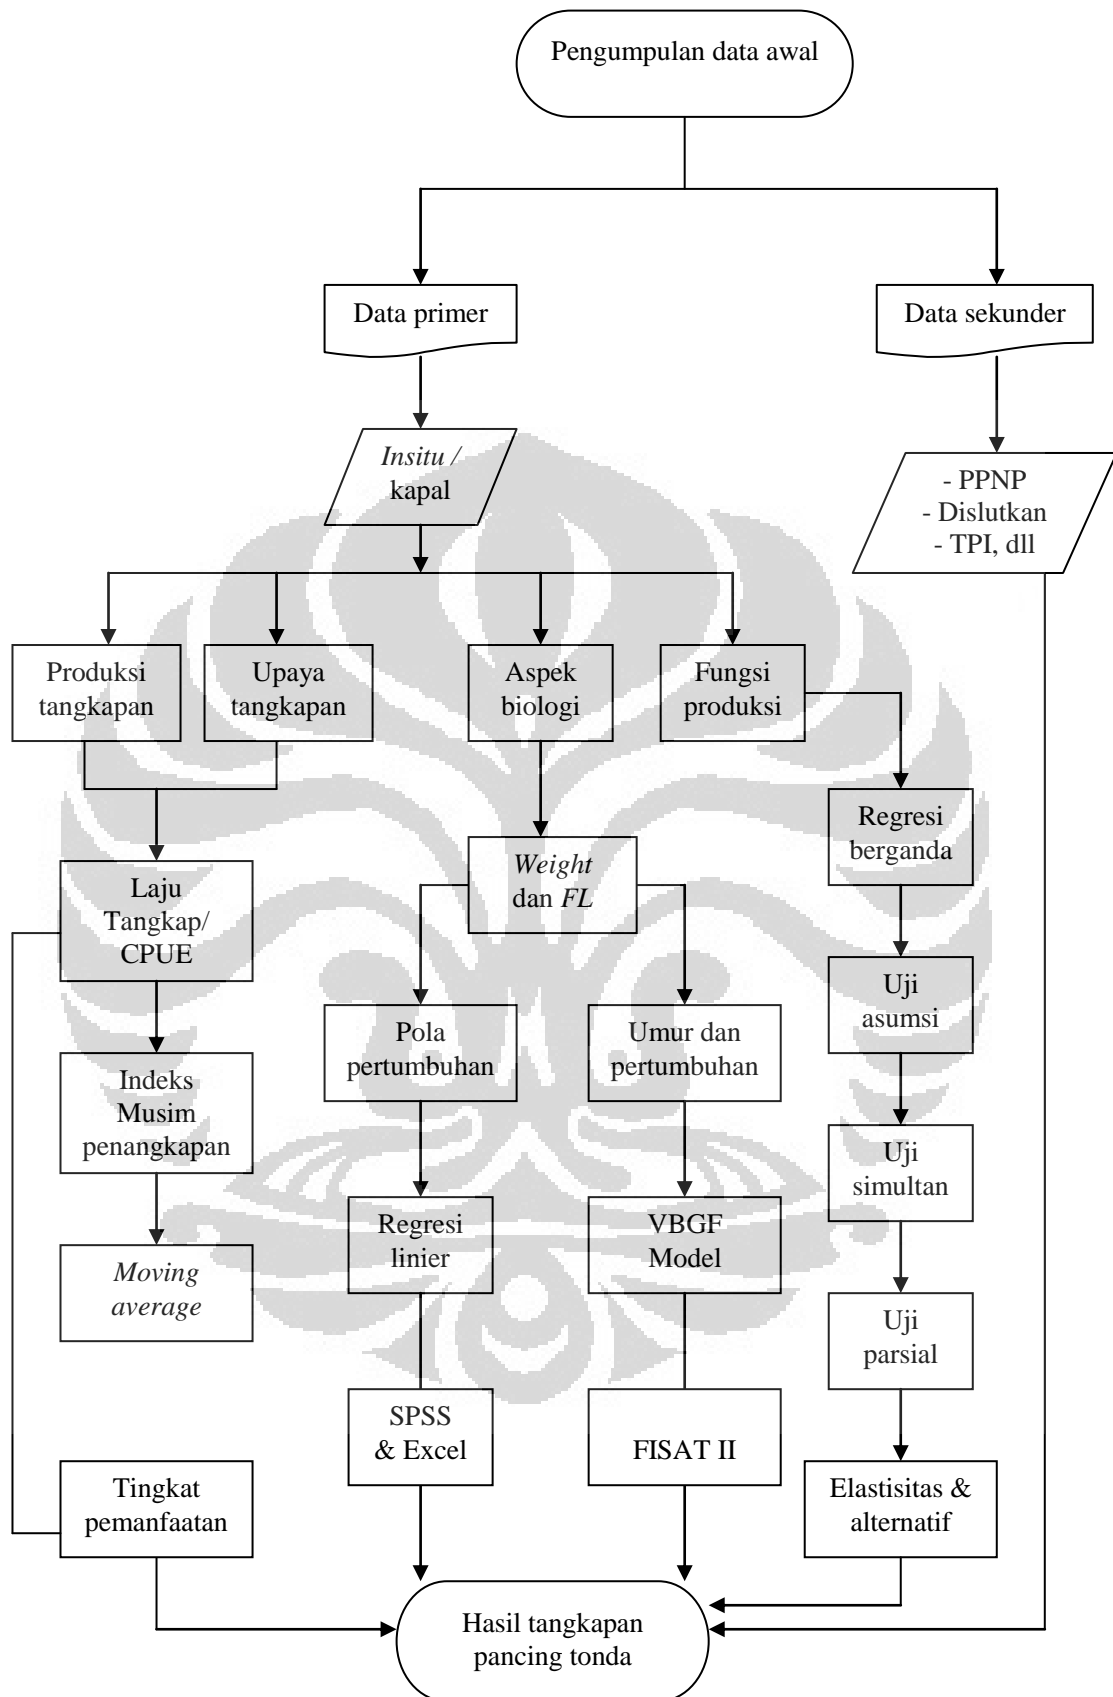 Pengumpulan data awal
Data primer
Data sekunder
Insitu /
kapal
- PPNP
- Dislutkan
- TPI, dll
Produksi
tangkapan
Upaya
tangkapan
Aspek
biologi
Fungsi
produksi
Regresi
berganda
Weight
dan FL
Laju
Tangkap/
CPUE
Uji
asumsi
Pola
pertumbuhan
Umur dan
pertumbuhan
Indeks
Musim
penangkapan
Uji
simultan
Regresi
linier
VBGF
Model
Moving
average
Uji
parsial
SPSS
& Excel
FISAT II
Tingkat
pemanfaatan
Elastisitas &
alternatif
Hasil tangkapan
pancing tonda